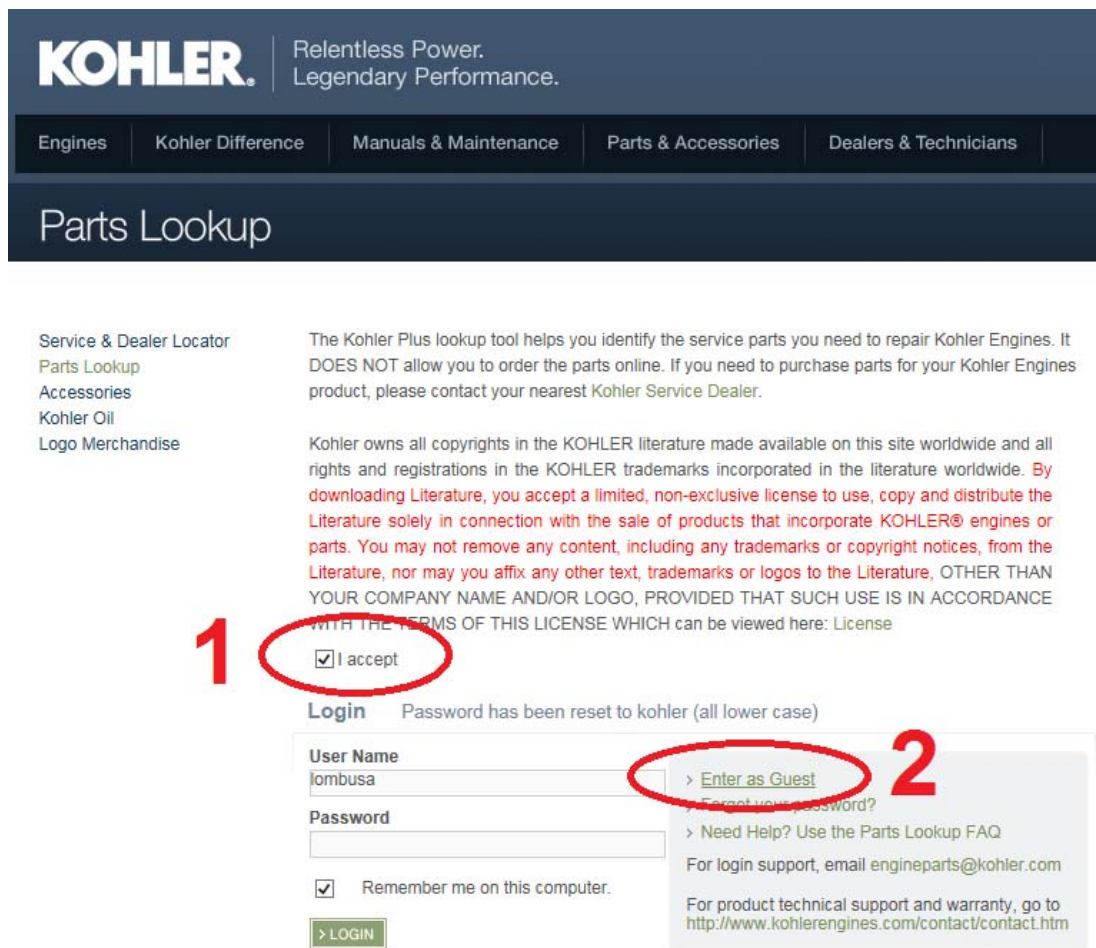 KOHLER.
Relentless Power.
Legendary Performance.
Engines Kohler Difference Manuals & Maintenance Parts & Accessories Dealers & Technicians
Parts Lookup
Service & Dealer Locator
Parts Lookup
Accessories
Kohler Oil
Logo Merchandise
The Kohler Plus lookup tool helps you identify the service parts you need to repair Kohler Engines. It
DOES NOT allow you to order the parts online. If you need to purchase parts for your Kohler Engines
product, please contact your nearest Kohler Service Dealer.
Kohler owns all copyrights in the KOHLER literature made available on this site worldwide and all
rights and registrations in the KOHLER trademarks incorporated in the literature worldwide. By
downloading Literature, you accept a limited, non-exclusive license to use, copy and distribute the
Literature solely in connection with the sale of products that incorporate KOHLER® engines or
parts. You may not remove any content, including any trademarks or copyright notices, from the
Literature, nor may you affix any other text, trademarks or logos to the Literature, OTHER THAN
YOUR COMPANY NAME AND/OR LOGO, PROVIDED THAT SUCH USE IS IN ACCORDANCE
WITH THE TERMS OF THIS LICENSE WHICH can be viewed here: License
1
I accept
Login Password has been reset to kohler (all lower case)
User Name
lombusa
Password
Remember me on this computer.
> LOGIN
2
> Enter as Guest
> Forgot your password?
> Need Help? Use the Parts Lookup FAQ
For login support, email engineparts@kohler.com
For product technical support and warranty, go to
http://www.kohlerengines.com/contact/contact.htm